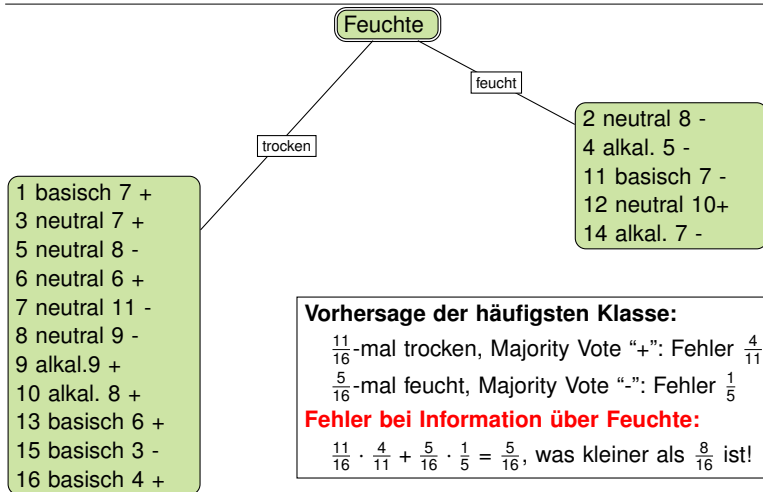 Feuchte
feucht
trocken
2 neutral 8 -
4 alkal. 5 -
11 basisch 7 -
12 neutral 10+
14 alkal. 7 -
1 basisch 7 +
3 neutral 7 +
5 neutral 8 -
6 neutral 6 +
7 neutral 11 -
8 neutral 9 -
9 alkal.9 +
10 alkal. 8 +
13 basisch 6 +
15 basisch 3 -
16 basisch 4 +
Vorhersage der häufigsten Klasse:
11/16-mal trocken, Majority Vote “+”: Fehler 4/11
5/16-mal feucht, Majority Vote “-”: Fehler 1/5
Fehler bei Information über Feuchte:
11/16 · 4/11 + 5/16 · 1/5 = 5/16, was kleiner als 8/16 ist!